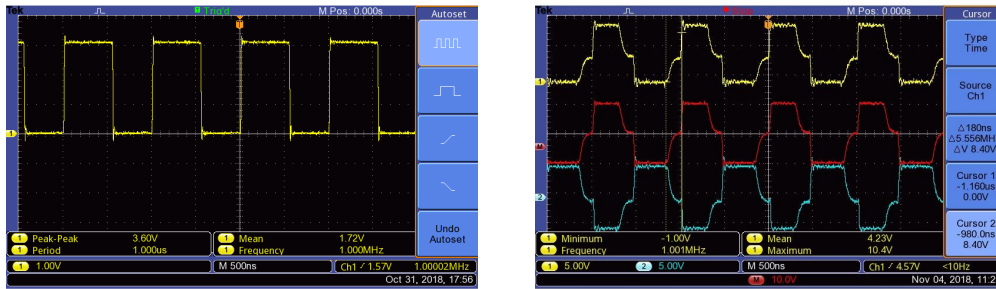 Tek
Trig'd
M Pos: 0.000s
Autoset
T
1
Undo
Autoset
1 Peak-Peak 3.60V
1 Period 1.000us
1 Mean 1.72V
1 Frequency 1.000MHz
1 1.00V
M 500ns
Ch1 ∕ 1.57V 1.00002MHz
Oct 31, 2018, 17:56
Tek
M Pos: 0.000s
Cursor
Type
Time
Source
Ch1
△180ns
△5.556MH
△V 8.40V
Cursor 1
-1.160us
0.00V
Cursor 2
-980.0ns
8.40V
1
M
2
1 Minimum -1.00V
1 Frequency 1.001MHz
1 Mean 4.23V
1 Maximum 10.4V
1 5.00V
2 5.00V
M 500ns
Ch1 ∕ 4.57V <10Hz
M 10.0V
Nov 04, 2018, 11:2